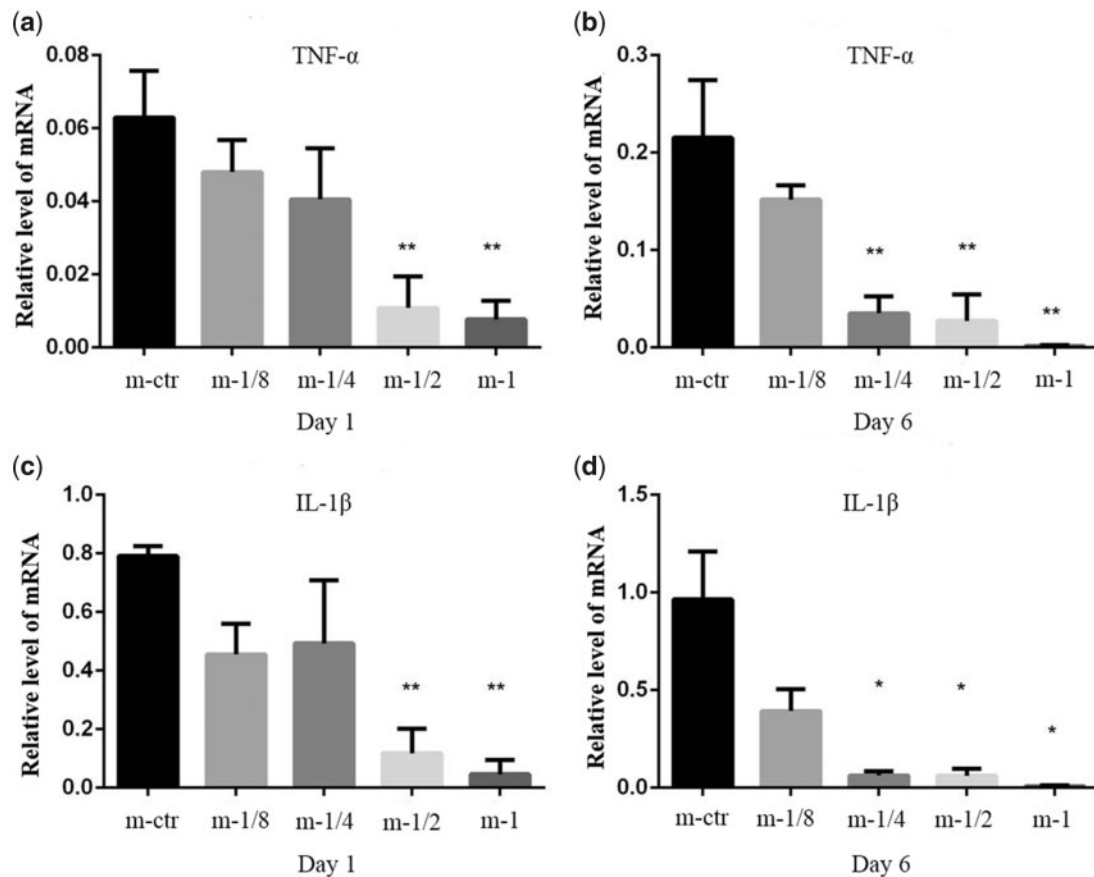 (a)
TNF-α
Relative level of mRNA
0.08
0.06
0.04
0.02
0.00
** **
m-ctr m-1/8 m-1/4 m-1/2 m-1
Day 1
(b)
TNF-α
Relative level of mRNA
0.3
0.2
0.1
0.0
** ** **
m-ctr m-1/8 m-1/4 m-1/2 m-1
Day 6
(c)
IL-1β
Relative level of mRNA
1.0
0.8
0.6
0.4
0.2
0.0
** **
m-ctr m-1/8 m-1/4 m-1/2 m-1
Day 1
(d)
IL-1β
Relative level of mRNA
1.5
1.0
0.5
0.0
* * *
m-ctr m-1/8 m-1/4 m-1/2 m-1
Day 6